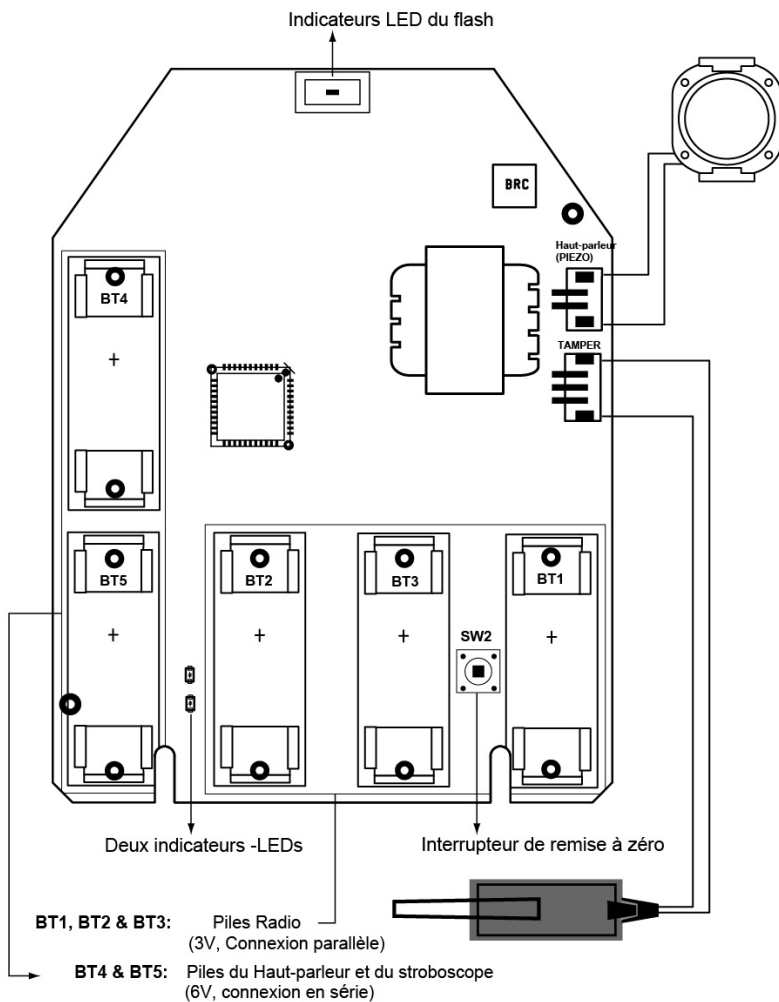 Indicateurs LED du flash
BRC
Haut-parleur
(PIEZO)
BT4
TAMPER
BT5
BT2
BT3
BT1
SW2
Deux indicateurs -LEDs
Interrupteur de remise à zéro
BT1, BT2 & BT3: Piles Radio
(3V, Connexion parallèle)
BT4 & BT5: Piles du Haut-parleur et du stroboscope
(6V, connexion en série)